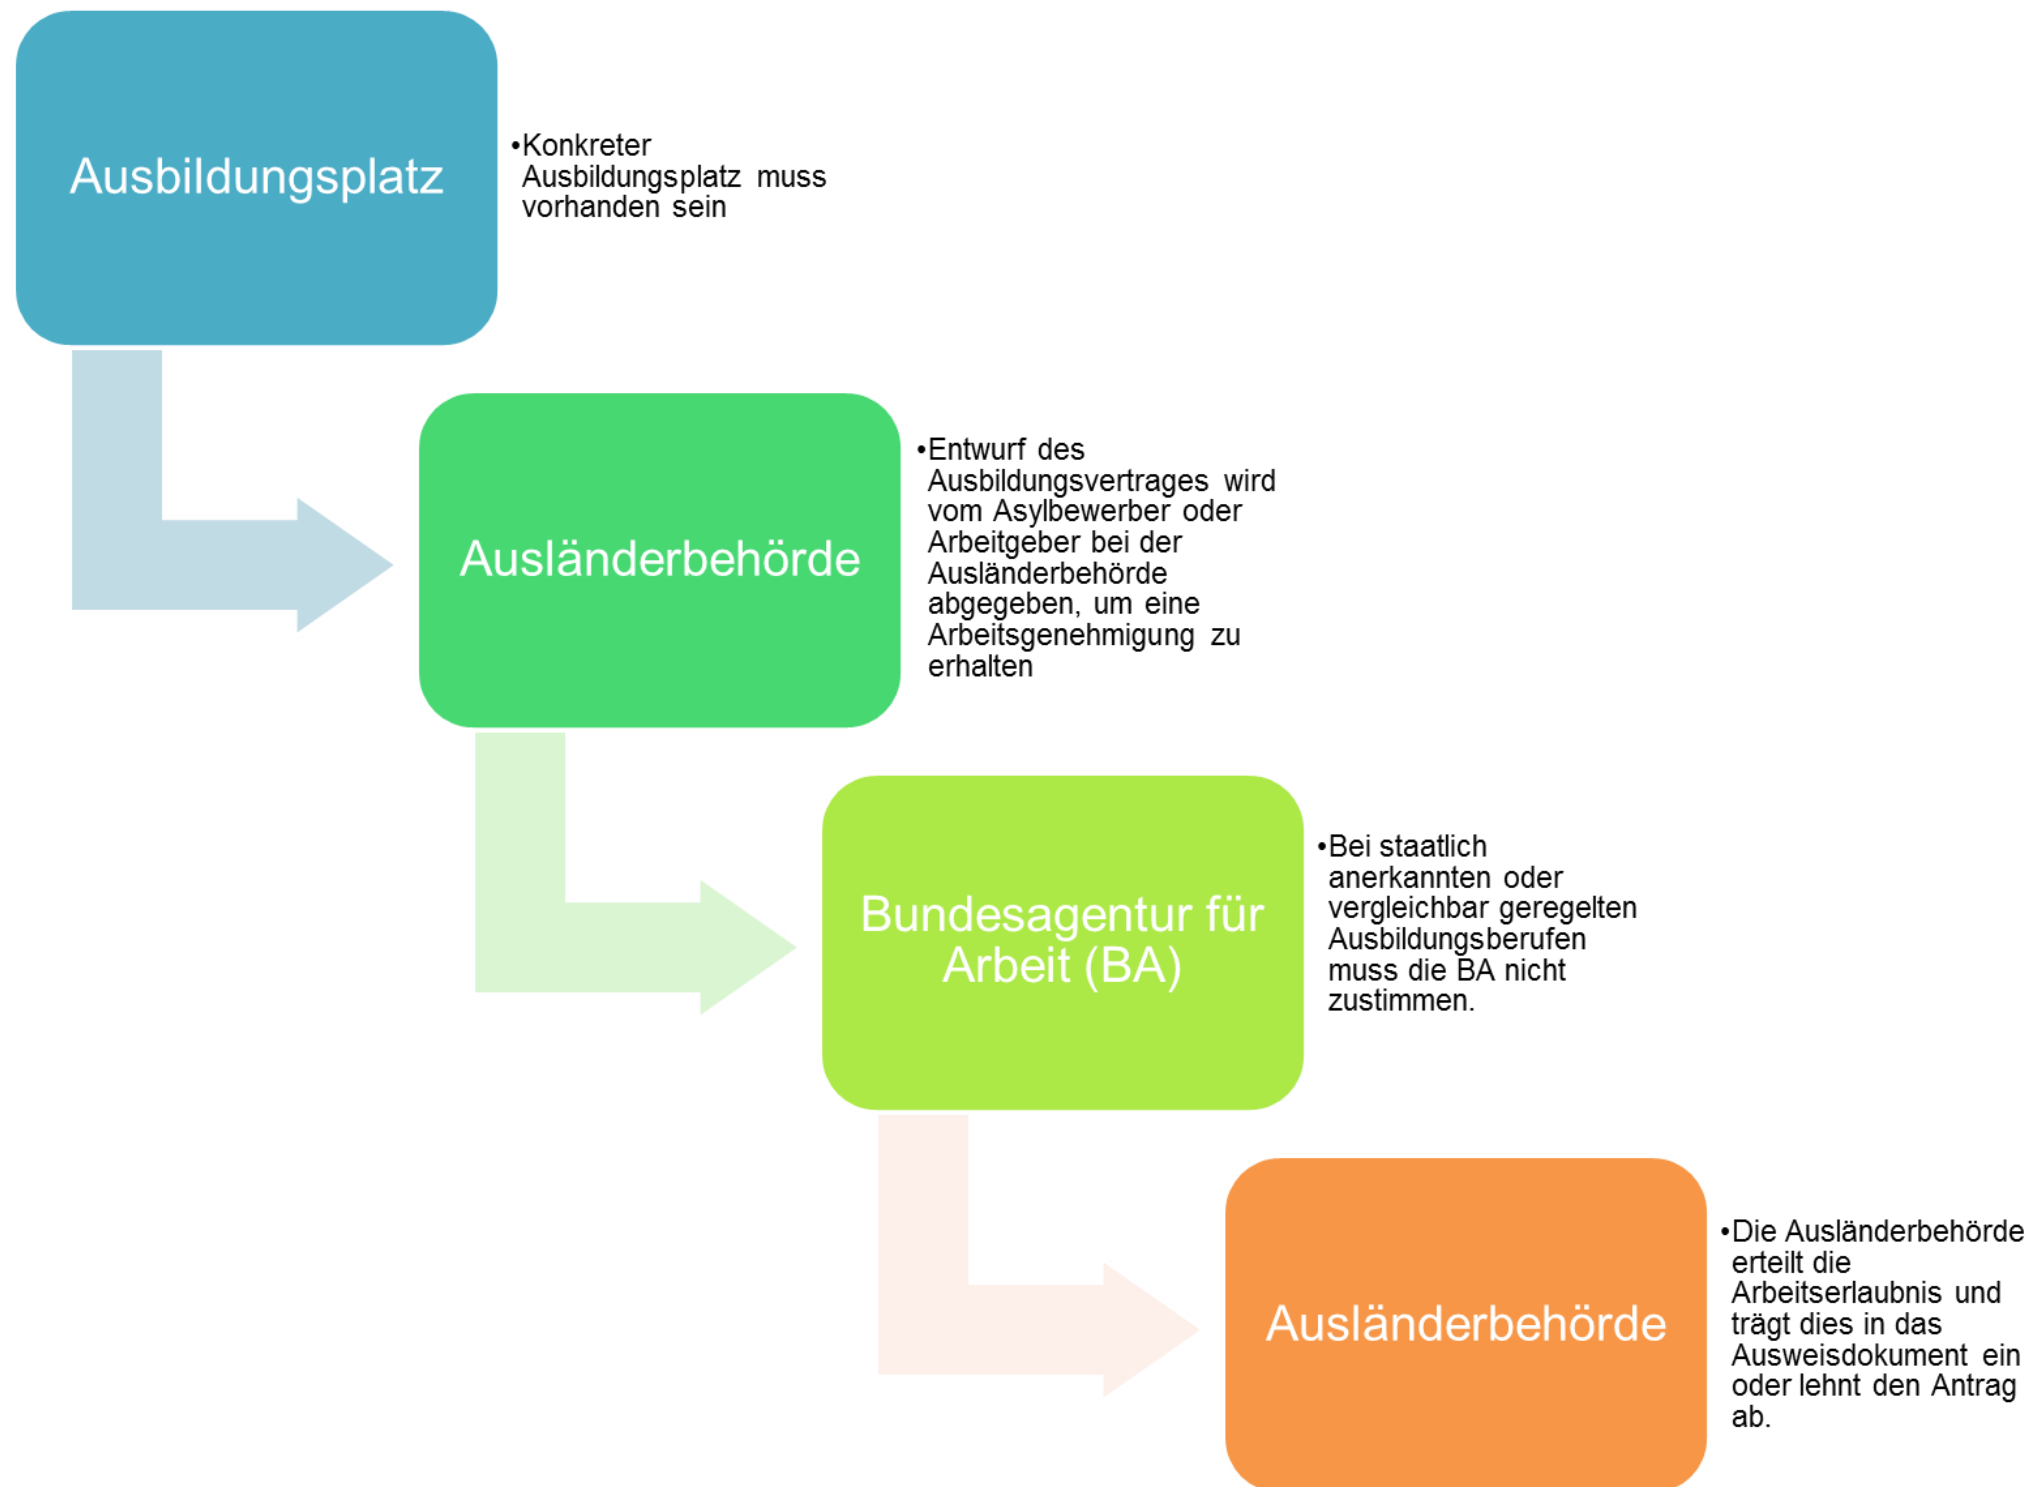 Ausbildungsplatz
•Konkreter
Ausbildungsplatz muss
vorhanden sein
Ausländerbehörde
•Entwurf des
Ausbildungsvertrages wird
vom Asylbewerber oder
Arbeitgeber bei der
Ausländerbehörde
abgegeben, um eine
Arbeitsgenehmigung zu
erhalten
Bundesagentur für
Arbeit (BA)
•Bei staatlich
anerkannten oder
vergleichbar geregelten
Ausbildungsberufen
muss die BA nicht
zustimmen.
Ausländerbehörde
•Die Ausländerbehörde
erteilt die
Arbeitserlaubnis und
trägt dies in das
Ausweisdokument ein
oder lehnt den Antrag
ab.